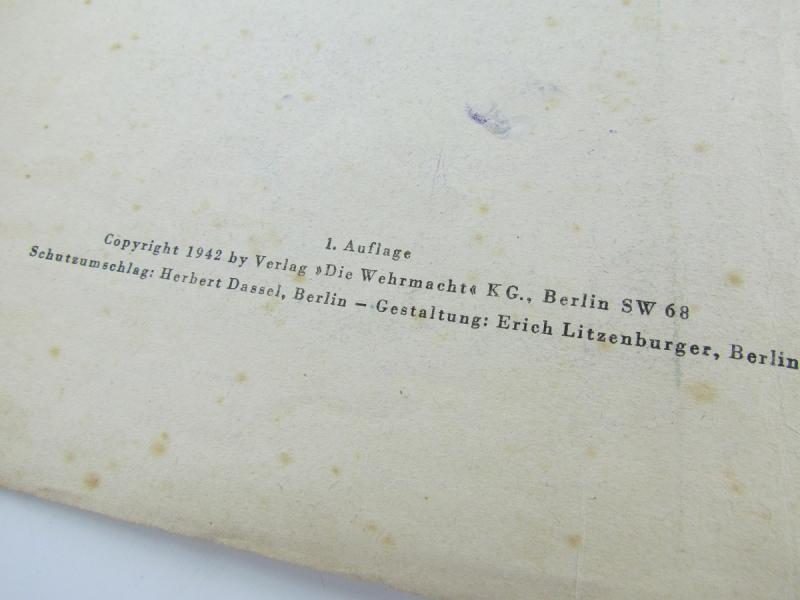 1. Auflage
Copyright 1942 by Verlag »Die Wehrmacht« KG., Berlin SW 68
Schutzumschlag: Herbert Dassel, Berlin – Gestaltung: Erich Litzenburger, Berlin